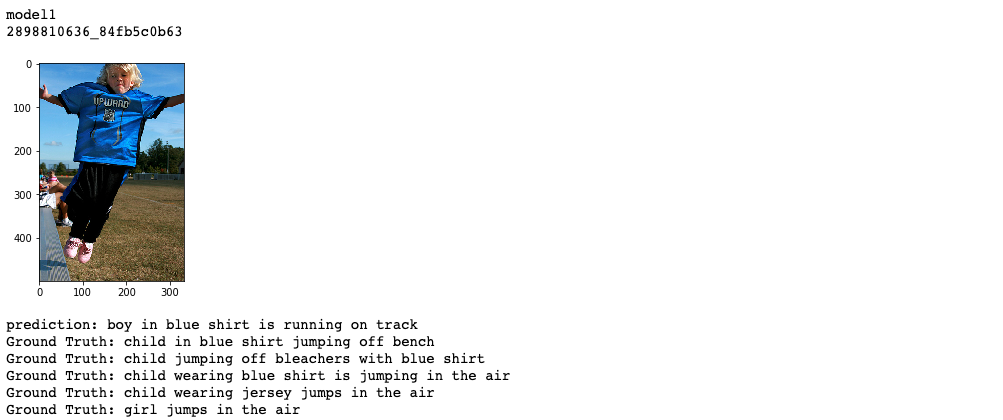 model1
2898810636_84fb5c0b63
0
100
200
300
400
UPWARD
0
100
200
300
prediction: boy in blue shirt is running on track
Ground Truth: child in blue shirt jumping off bench
Ground Truth: child jumping off bleachers with blue shirt
Ground Truth: child wearing blue shirt is jumping in the air
Ground Truth: child wearing jersey jumps in the air
Ground Truth: girl jumps in the air